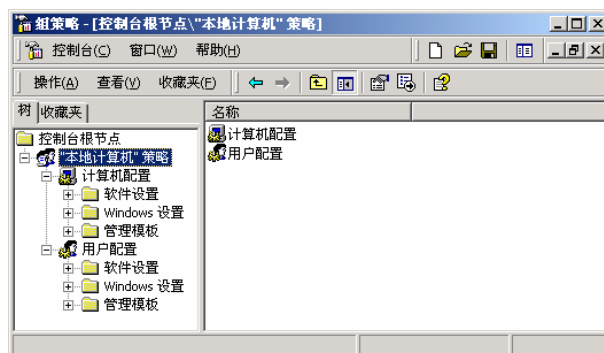 组策略 - [控制台根节点\"本地计算机" 策略]
控制台(C) 窗口(W) 帮助(H)
操作(A) 查看(V) 收藏夹(F)
树 收藏夹
名称
控制台根节点
"本地计算机" 策略
计算机配置
软件设置
Windows 设置
管理模板
用户配置
软件设置
Windows 设置
管理模板
计算机配置
用户配置